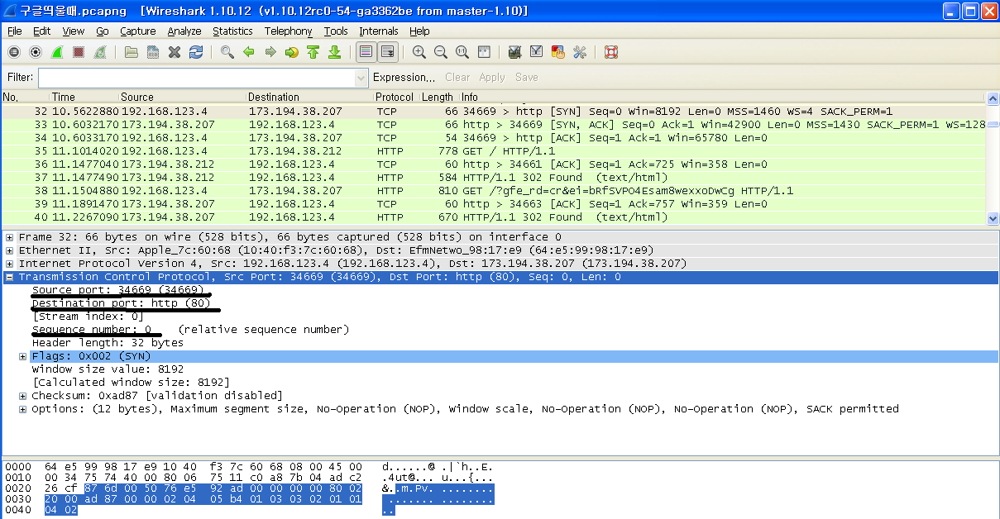 구글띄울때.pcapng [Wireshark 1.10.12 (v1.10.12rc0-54-ga3362be from master-1.10)]
File Edit View Go Capture Analyze Statistics Telephony Tools Internals Help
Filter: Expression... Clear Apply Save
No. Time Source Destination Protocol Length Info
32 10.5622880 192.168.123.4 173.194.38.207 TCP 66 34669 > http [SYN] Seq=0 Win=8192 Len=0 MSS=1460 WS=4 SACK_PERM=1
33 10.6032170 173.194.38.207 192.168.123.4 TCP 66 http > 34669 [SYN, ACK] Seq=0 Ack=1 Win=42900 Len=0 MSS=1430 SACK_PERM=1 WS=128
34 10.6033170 192.168.123.4 173.194.38.207 TCP 54 34669 > http [ACK] Seq=1 Ack=1 Win=65780 Len=0
35 11.1014020 192.168.123.4 173.194.38.212 HTTP 778 GET / HTTP/1.1
36 11.1477040 173.194.38.212 192.168.123.4 TCP 60 http > 34661 [ACK] Seq=1 Ack=725 Win=358 Len=0
37 11.1477490 173.194.38.212 192.168.123.4 HTTP 584 HTTP/1.1 302 Found (text/html)
38 11.1504880 192.168.123.4 173.194.38.207 HTTP 810 GET /?gfe_rd=cr&ei=bRfSVPO4Esam8wexxoDwCg HTTP/1.1
39 11.1891470 173.194.38.207 192.168.123.4 TCP 60 http > 34663 [ACK] Seq=1 Ack=757 Win=359 Len=0
40 11.2267090 173.194.38.207 192.168.123.4 HTTP 670 HTTP/1.1 302 Found (text/html)
Frame 32: 66 bytes on wire (528 bits), 66 bytes captured (528 bits) on interface 0
Ethernet II, Src: Apple_7c:60:68 (10:40:f3:7c:60:68), Dst: EfmNetwo_98:17:e9 (64:e5:99:98:17:e9)
Internet Protocol Version 4, Src: 192.168.123.4 (192.168.123.4), Dst: 173.194.38.207 (173.194.38.207)
Transmission Control Protocol, Src Port: 34669 (34669), Dst Port: http (80), Seq: 0, Len: 0
Source port: 34669 (34669)
Destination port: http (80)
[Stream index: 0]
Sequence number: 0 (relative sequence number)
Header length: 32 bytes
Flags: 0x002 (SYN)
Window size value: 8192
[Calculated window size: 8192]
Checksum: 0xad87 [validation disabled]
Options: (12 bytes), Maximum segment size, No-Operation (NOP), Window scale, No-Operation (NOP), No-Operation (NOP), SACK permitted
0000 64 e5 99 98 17 e9 10 40 f3 7c 60 68 08 00 45 00 d......@ .|`h..E.
0010 00 34 75 74 40 00 80 06 75 11 c0 a8 7b 04 ad c2 .4ut@... u...{...
0020 26 cf 87 6d 00 50 76 e5 92 ad 00 00 00 00 80 02 &..m.Pv. ........
0030 20 00 ad 87 00 00 02 04 05 b4 01 03 03 02 01 01 ....... ........
0040 04 02 ..